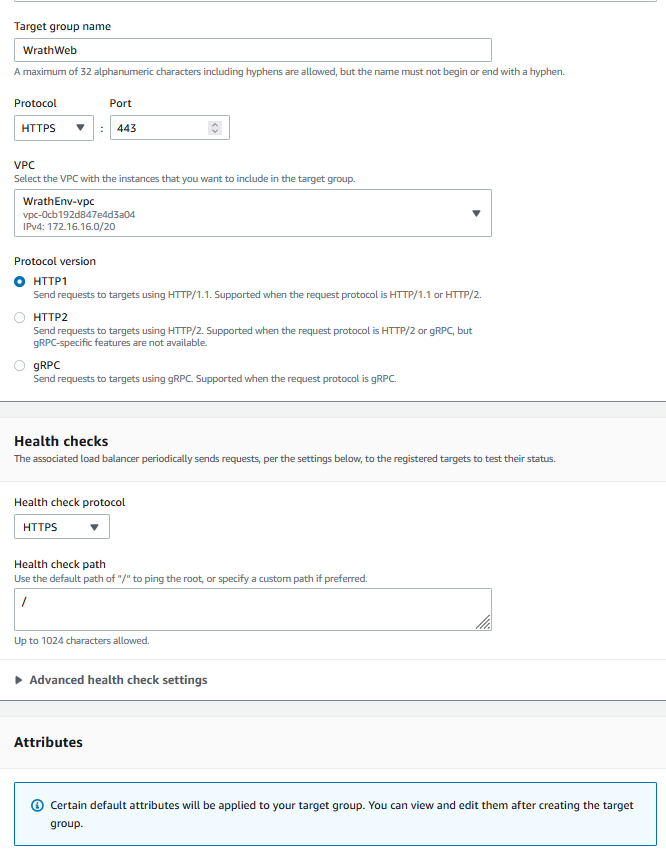 Target group name
WrathWeb
A maximum of 32 alphanumeric characters including hyphens are allowed, but the name must not begin or end with a hyphen.
Protocol
Port
HTTPS
:
443
VPC
Select the VPC with the instances that you want to include in the target group.
WrathEnv-vpc
vpc-0cb192d847e4d3a04
IPv4: 172.16.16.0/20
Protocol version
HTTP1
Send requests to targets using HTTP/1.1. Supported when the request protocol is HTTP/1.1 or HTTP/2.
HTTP2
Send requests to targets using HTTP/2. Supported when the request protocol is HTTP/2 or gRPC, but
gRPC-specific features are not available.
gRPC
Send requests to targets using gRPC. Supported when the request protocol is gRPC.
Health checks
The associated load balancer periodically sends requests, per the settings below, to the registered targets to test their status.
Health check protocol
HTTPS
Health check path
Use the default path of "/" to ping the root, or specify a custom path if preferred.
/
Up to 1024 characters allowed.
Advanced health check settings
Attributes
Certain default attributes will be applied to your target group. You can view and edit them after creating the target
group.